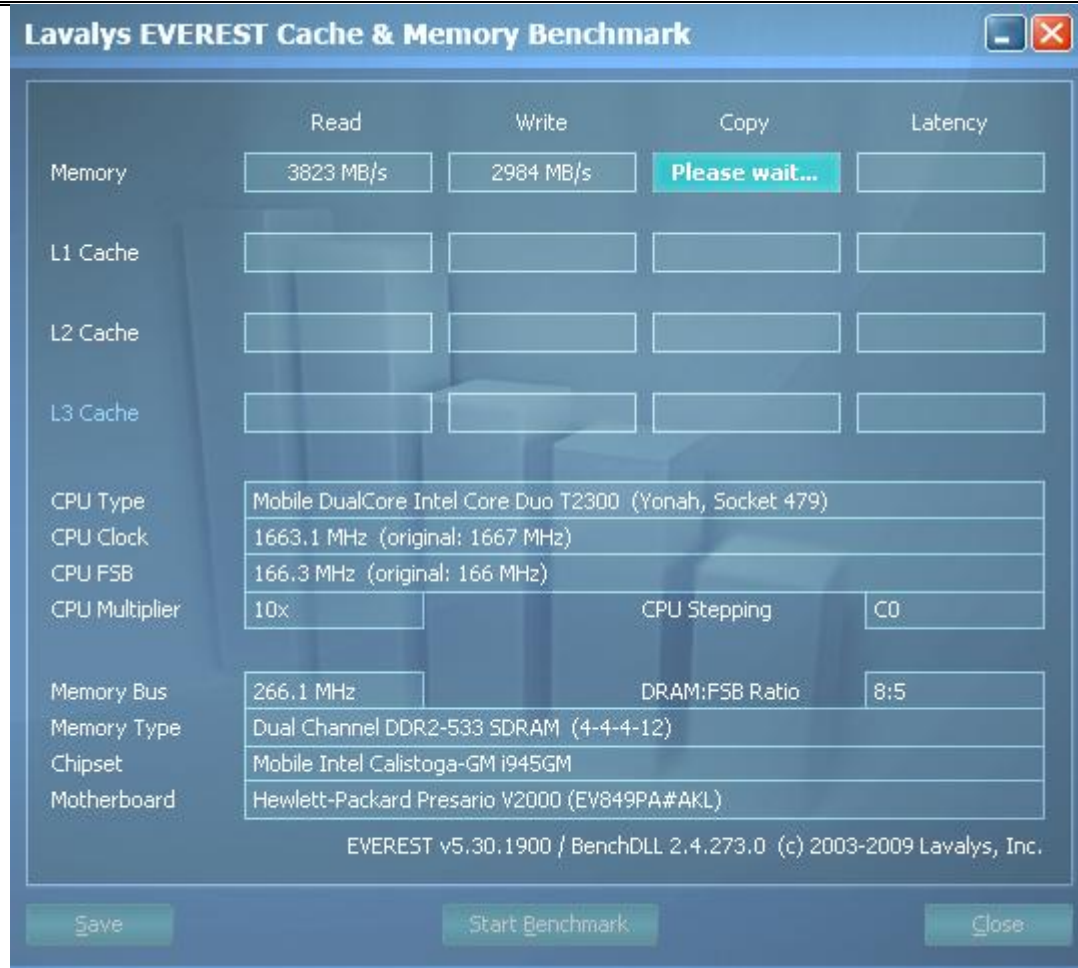 Lavalys EVEREST Cache & Memory Benchmark
Read Write Copy Latency
Memory 3823 MB/s 2984 MB/s Please wait...
L1 Cache
L2 Cache
L3 Cache
CPU Type Mobile DualCore Intel Core Duo T2300 (Yonah, Socket 479)
CPU Clock 1663.1 MHz (original: 1667 MHz)
CPU FSB 166.3 MHz (original: 166 MHz)
CPU Multiplier 10x CPU Stepping C0
Memory Bus 266.1 MHz DRAM:FSB Ratio 8:5
Memory Type Dual Channel DDR2-533 SDRAM (4-4-4-12)
Chipset Mobile Intel Calistoga-GM i945GM
Motherboard Hewlett-Packard Presario V2000 (EV849PA#AKL)
EVEREST v5.30.1900 / BenchDLL 2.4.273.0 (c) 2003-2009 Lavalys, Inc.
Save Start Benchmark Close